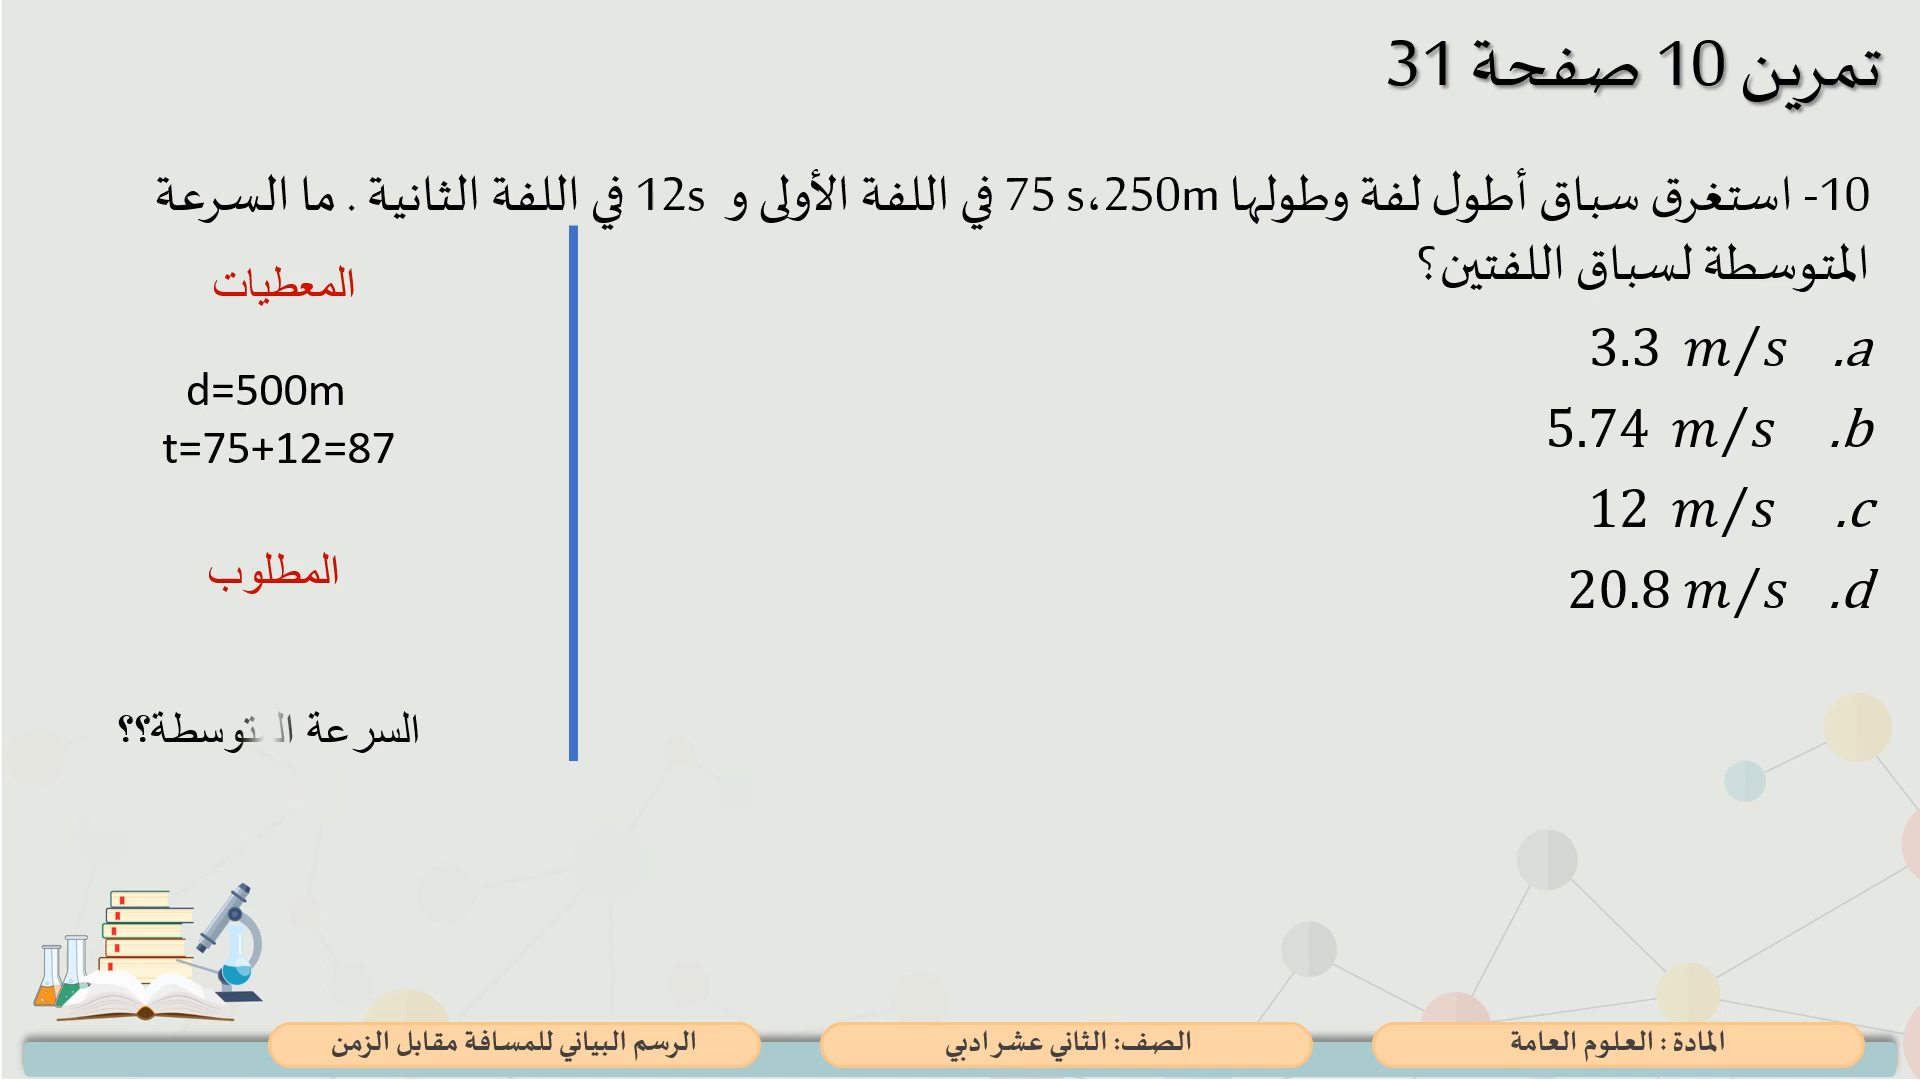 تمرين 10 صفحة 31
10- استغرق سباق أطول لفة وطولها 250m،75 s في اللفة الأولى و 12s في اللفة الثانية . ما السرعة
المتوسطة لسباق اللفتين؟
a. 3.3 m/s
b. 5.74 m/s
c. 12 m/s
d. 20.8 m/s
المعطيات
d=500m
t=75+12=87
المطلوب
السرعة المتوسطة؟؟
المادة : العلوم العامة
الصف: الثاني عشر ادبي
الرسم البياني للمسافة مقابل الزمن